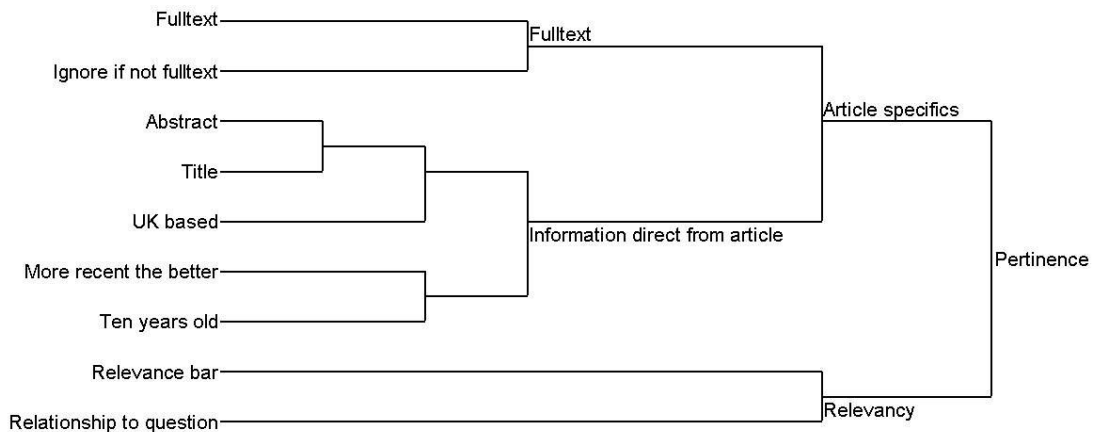 Fulltext
Fulltext
Ignore if not fulltext
Abstract
Article specifics
Title
UK based
Information direct from article
More recent the better
Pertinence
Ten years old
Relevance bar
Relevancy
Relationship to question